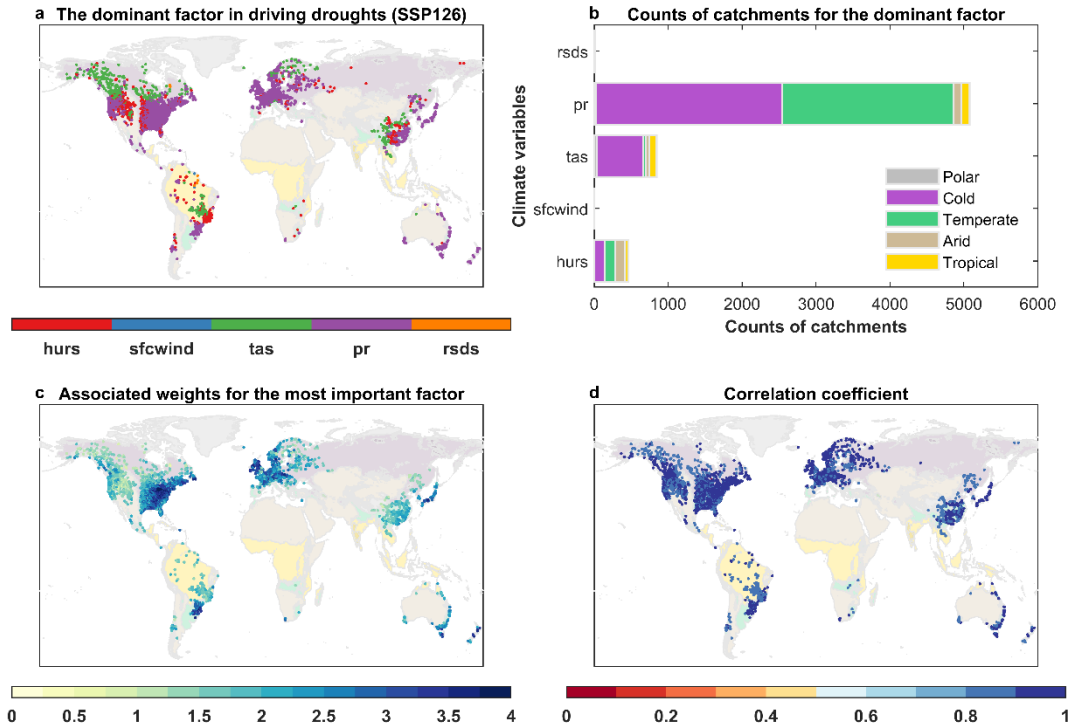 a The dominant factor in driving droughts (SSP126)
hurs sfcwind tas pr rsds
b Counts of catchments for the dominant factor
Climate variables
rsds
pr
tas
sfcwind
hurs
Polar
Cold
Temperate
Arid
Tropical
0 1000 2000 3000 4000 5000 6000
Counts of catchments
c Associated weights for the most important factor
0 0.5 1 1.5 2 2.5 3 3.5 4
d Correlation coefficient
0 0.2 0.4 0.6 0.8 1